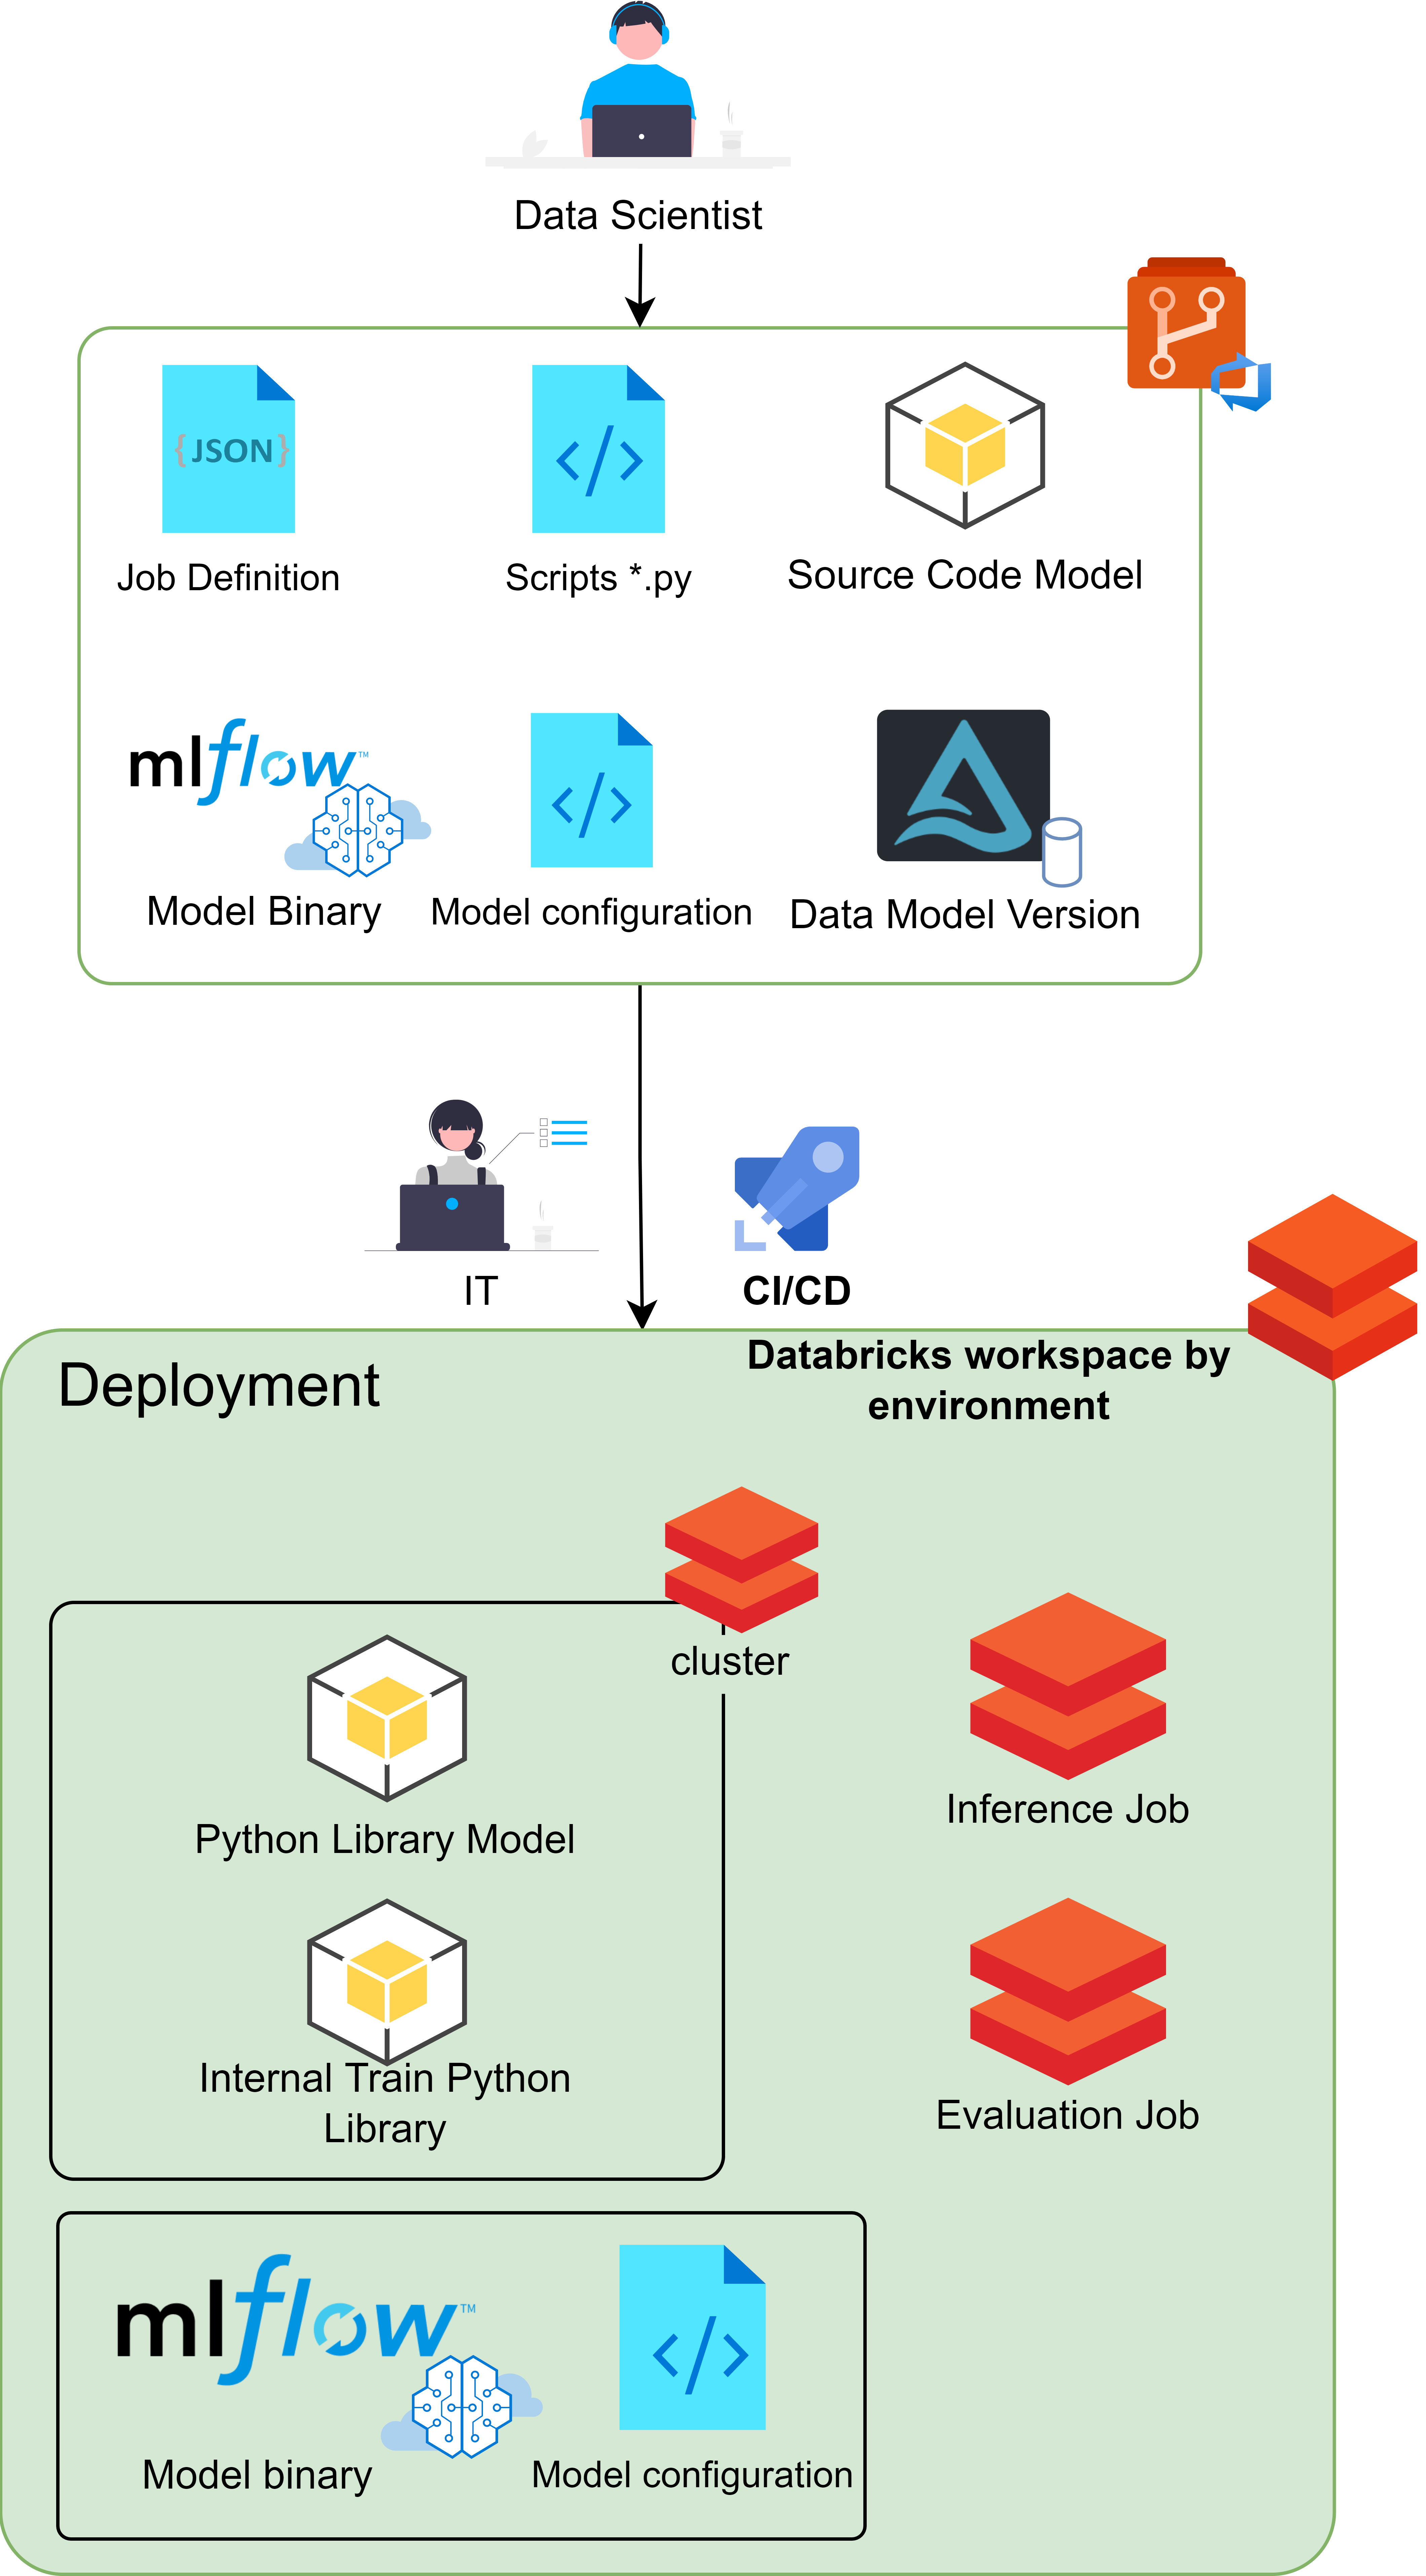 Data Scientist
{JSON}
Job Definition
Scripts *.py
Source Code Model
mlflow™
Model Binary
Model configuration
Data Model Version
IT
CI/CD
Deployment
Databricks workspace by
environment
cluster
Python Library Model
Inference Job
Internal Train Python
Library
Evaluation Job
mlflow™
Model binary
Model configuration